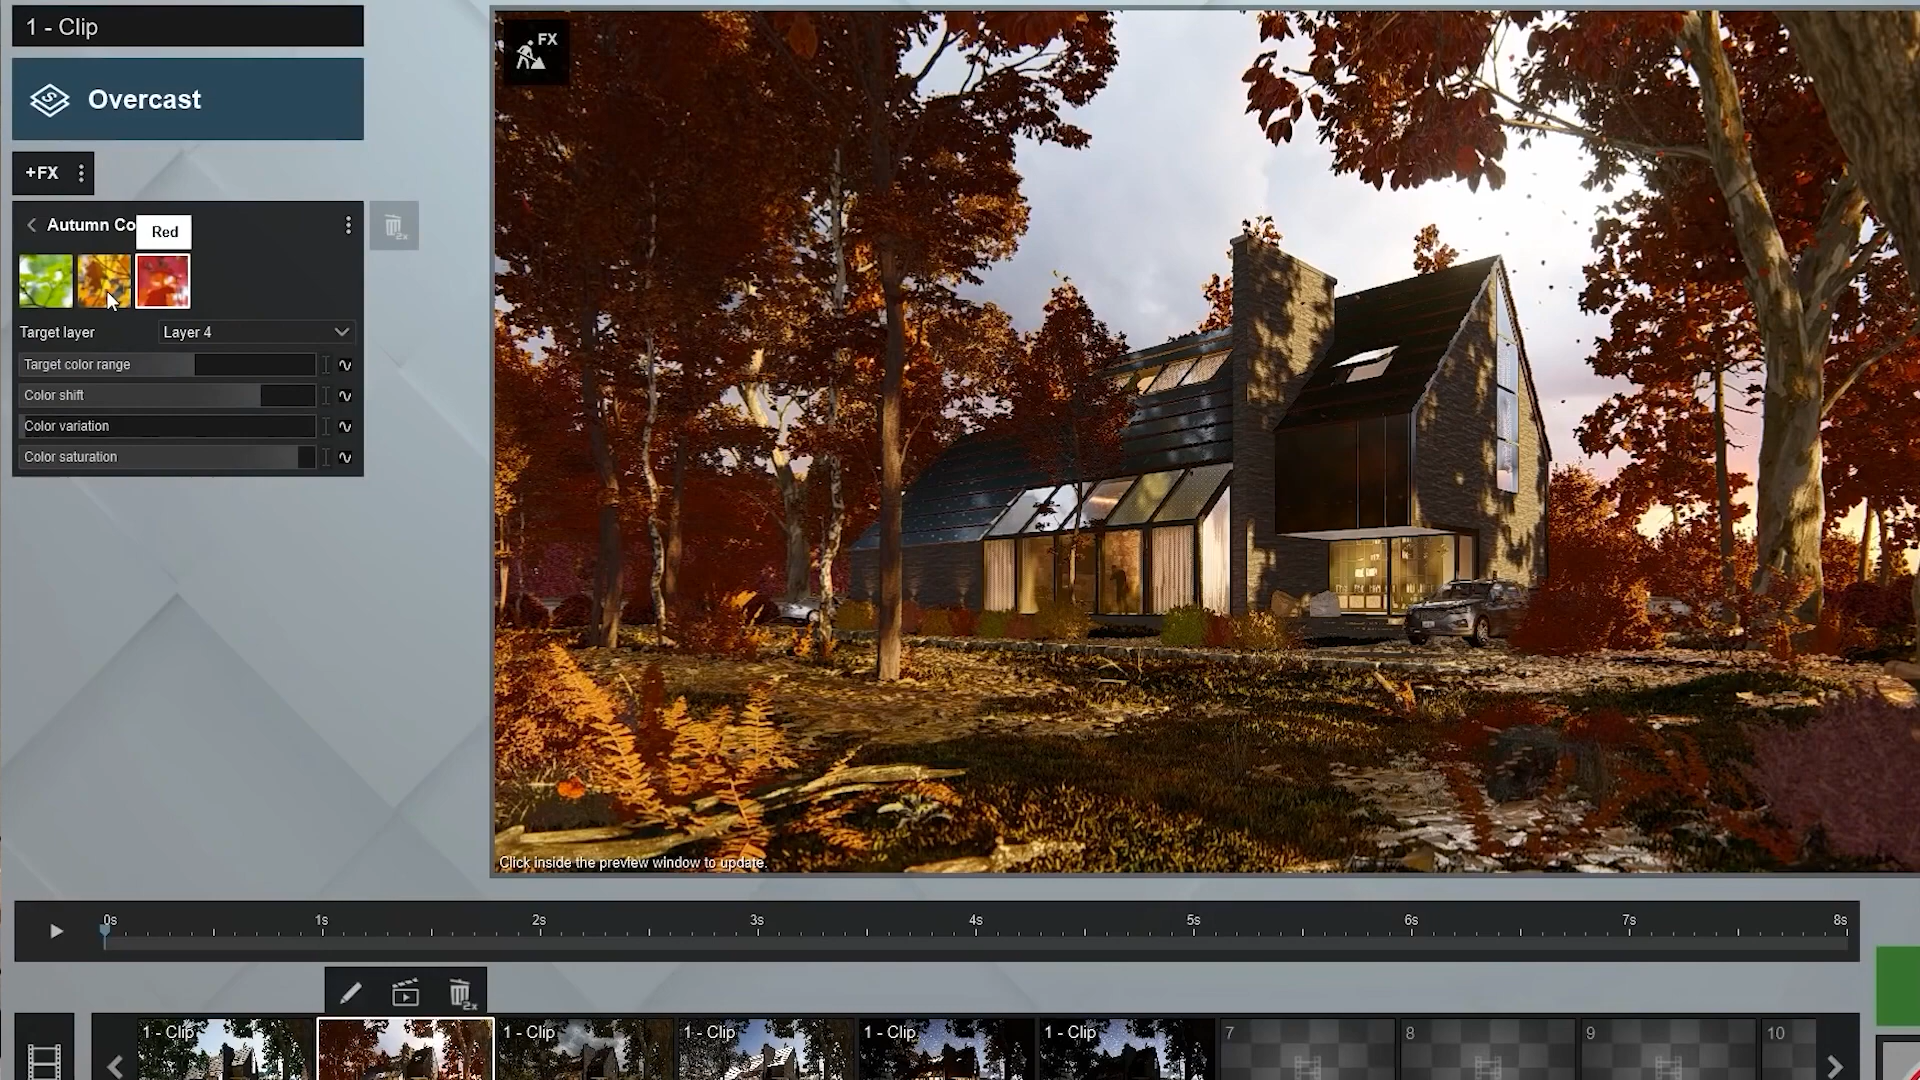 1 - Clip
Overcast
+FX
Autumn Co
Red
Target layer
Layer 4
Target color range
Color shift
Color variation
Color saturation
FX
Click inside the preview window to update.
0s 1s 2s 3s 4s 5s 6s 7s 8s
2x
1 - Clip
1 - Clip
1 - Clip
1 - Clip
1 - Clip
7
8
9
10